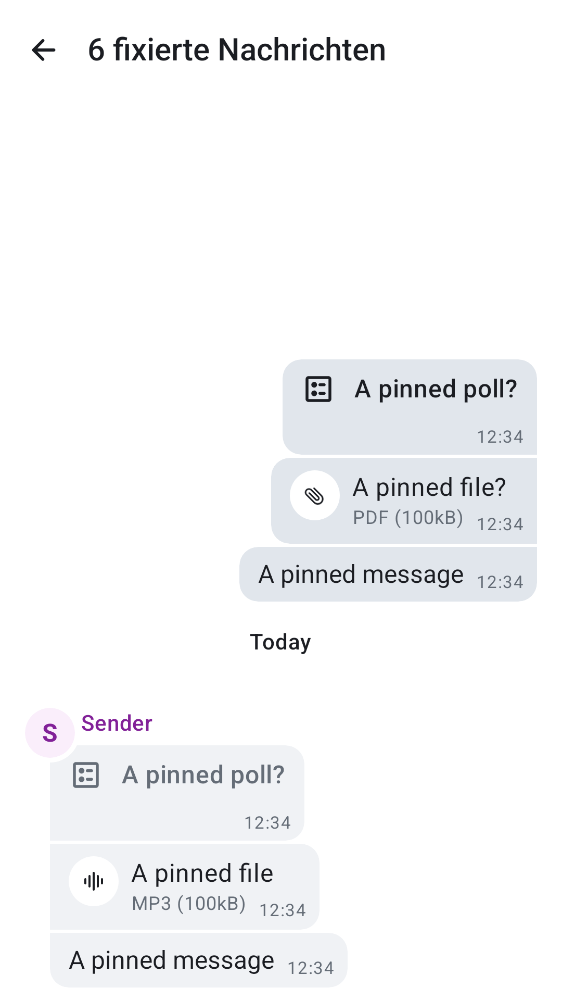 6 fixierte Nachrichten
A pinned poll?
12:34
A pinned file?
PDF (100kB) 12:34
A pinned message 12:34
Today
S Sender
A pinned poll?
12:34
A pinned file
MP3 (100kB) 12:34
A pinned message 12:34